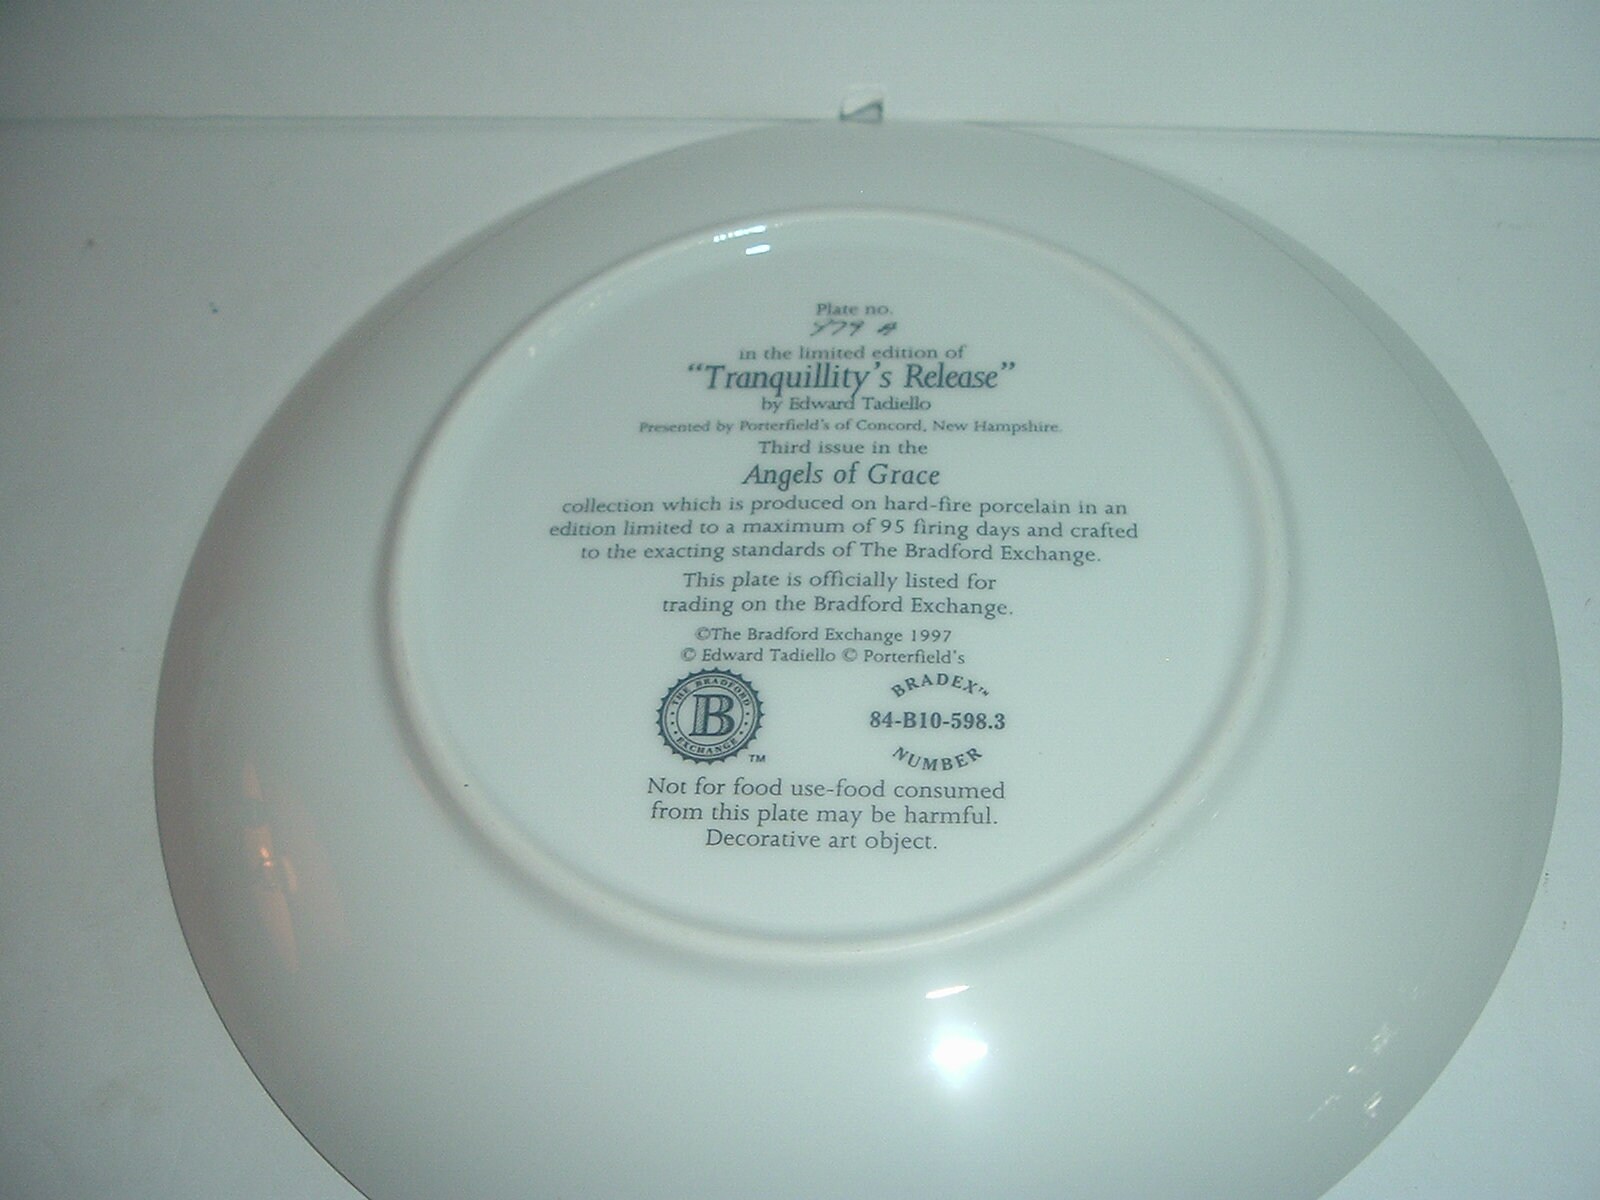 Plate no.
in the limited edition of
“Tranquillity’s Release”
by Edward Tadiello
Presented by Porterfield's of Concord, New Hampshire.
Third issue in the
Angels of Grace
collection which is produced on hard-fire porcelain in an
edition limited to a maximum of 95 firing days and crafted
to the exacting standards of The Bradford Exchange.
This plate is officially listed for
trading on the Bradford Exchange.
©The Bradford Exchange 1997
© Edward Tadiello © Porterfield's
THE BRADFORD
B
EXCHANGE
TM
BRADEX™
84-B10-598.3
NUMBER
Not for food use-food consumed
from this plate may be harmful.
Decorative art object.